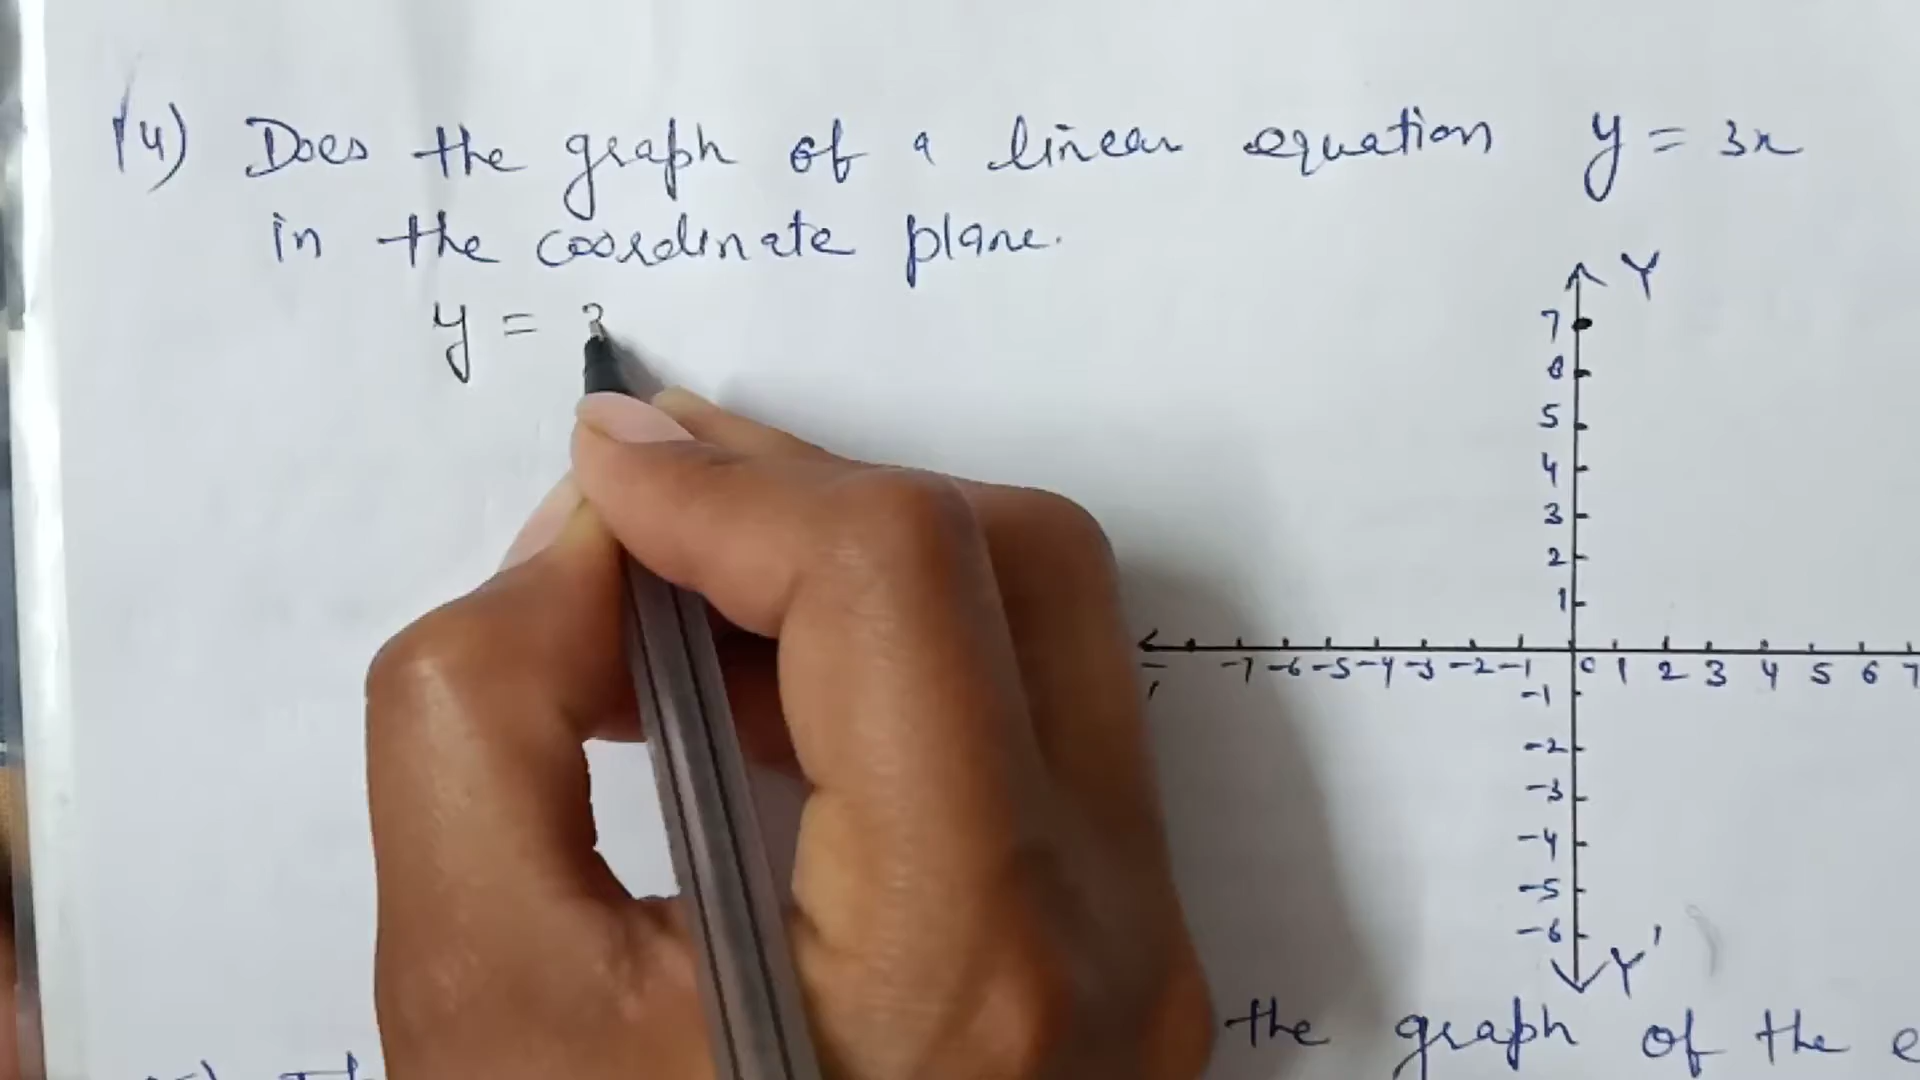 (4) Does the graph of a linear equation y = 3x
in the coordinate plane.
y = 3
Y
7
6
5
4
3
2
1
-7 -6 -5 -4 -3 -2 -1 0 1 2 3 4 5 6 7
-1
-2
-3
-4
-5
-6
Y'
the graph of the